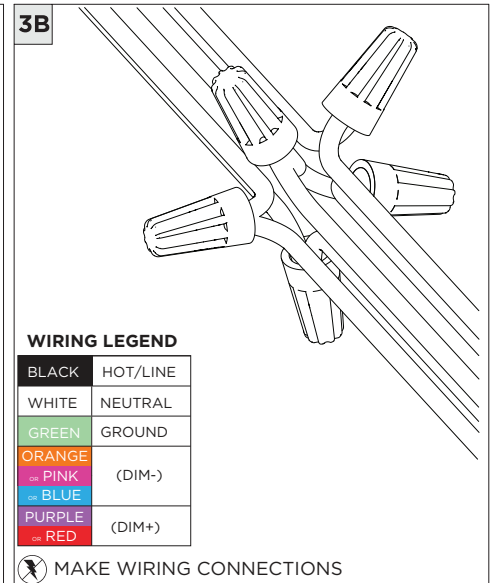 3B
WIRING LEGEND
BLACK HOT/LINE
WHITE NEUTRAL
GREEN GROUND
ORANGE
OR PINK (DIM-)
OR BLUE
PURPLE (DIM+)
OR RED
MAKE WIRING CONNECTIONS